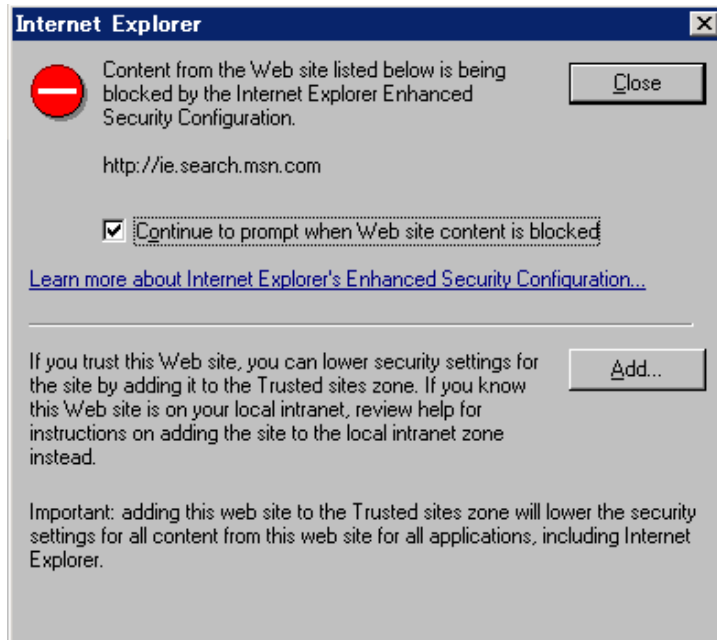 Internet Explorer
Content from the Web site listed below is being
blocked by the Internet Explorer Enhanced
Security Configuration.
Close
http://ie.search.msn.com
Continue to prompt when Web site content is blocked
Learn more about Internet Explorer's Enhanced Security Configuration...
If you trust this Web site, you can lower security settings for
the site by adding it to the Trusted sites zone. If you know
this Web site is on your local intranet, review help for
instructions on adding the site to the local intranet zone
instead.
Add...
Important: adding this web site to the Trusted sites zone will lower the security
settings for all content from this web site for all applications, including Internet
Explorer.